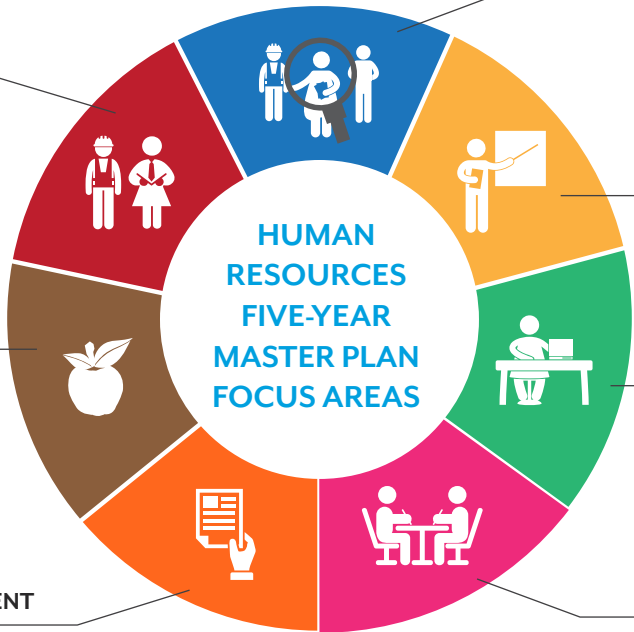 HUMAN
RESOURCES
FIVE-YEAR
MASTER PLAN
FOCUS AREAS
ENT